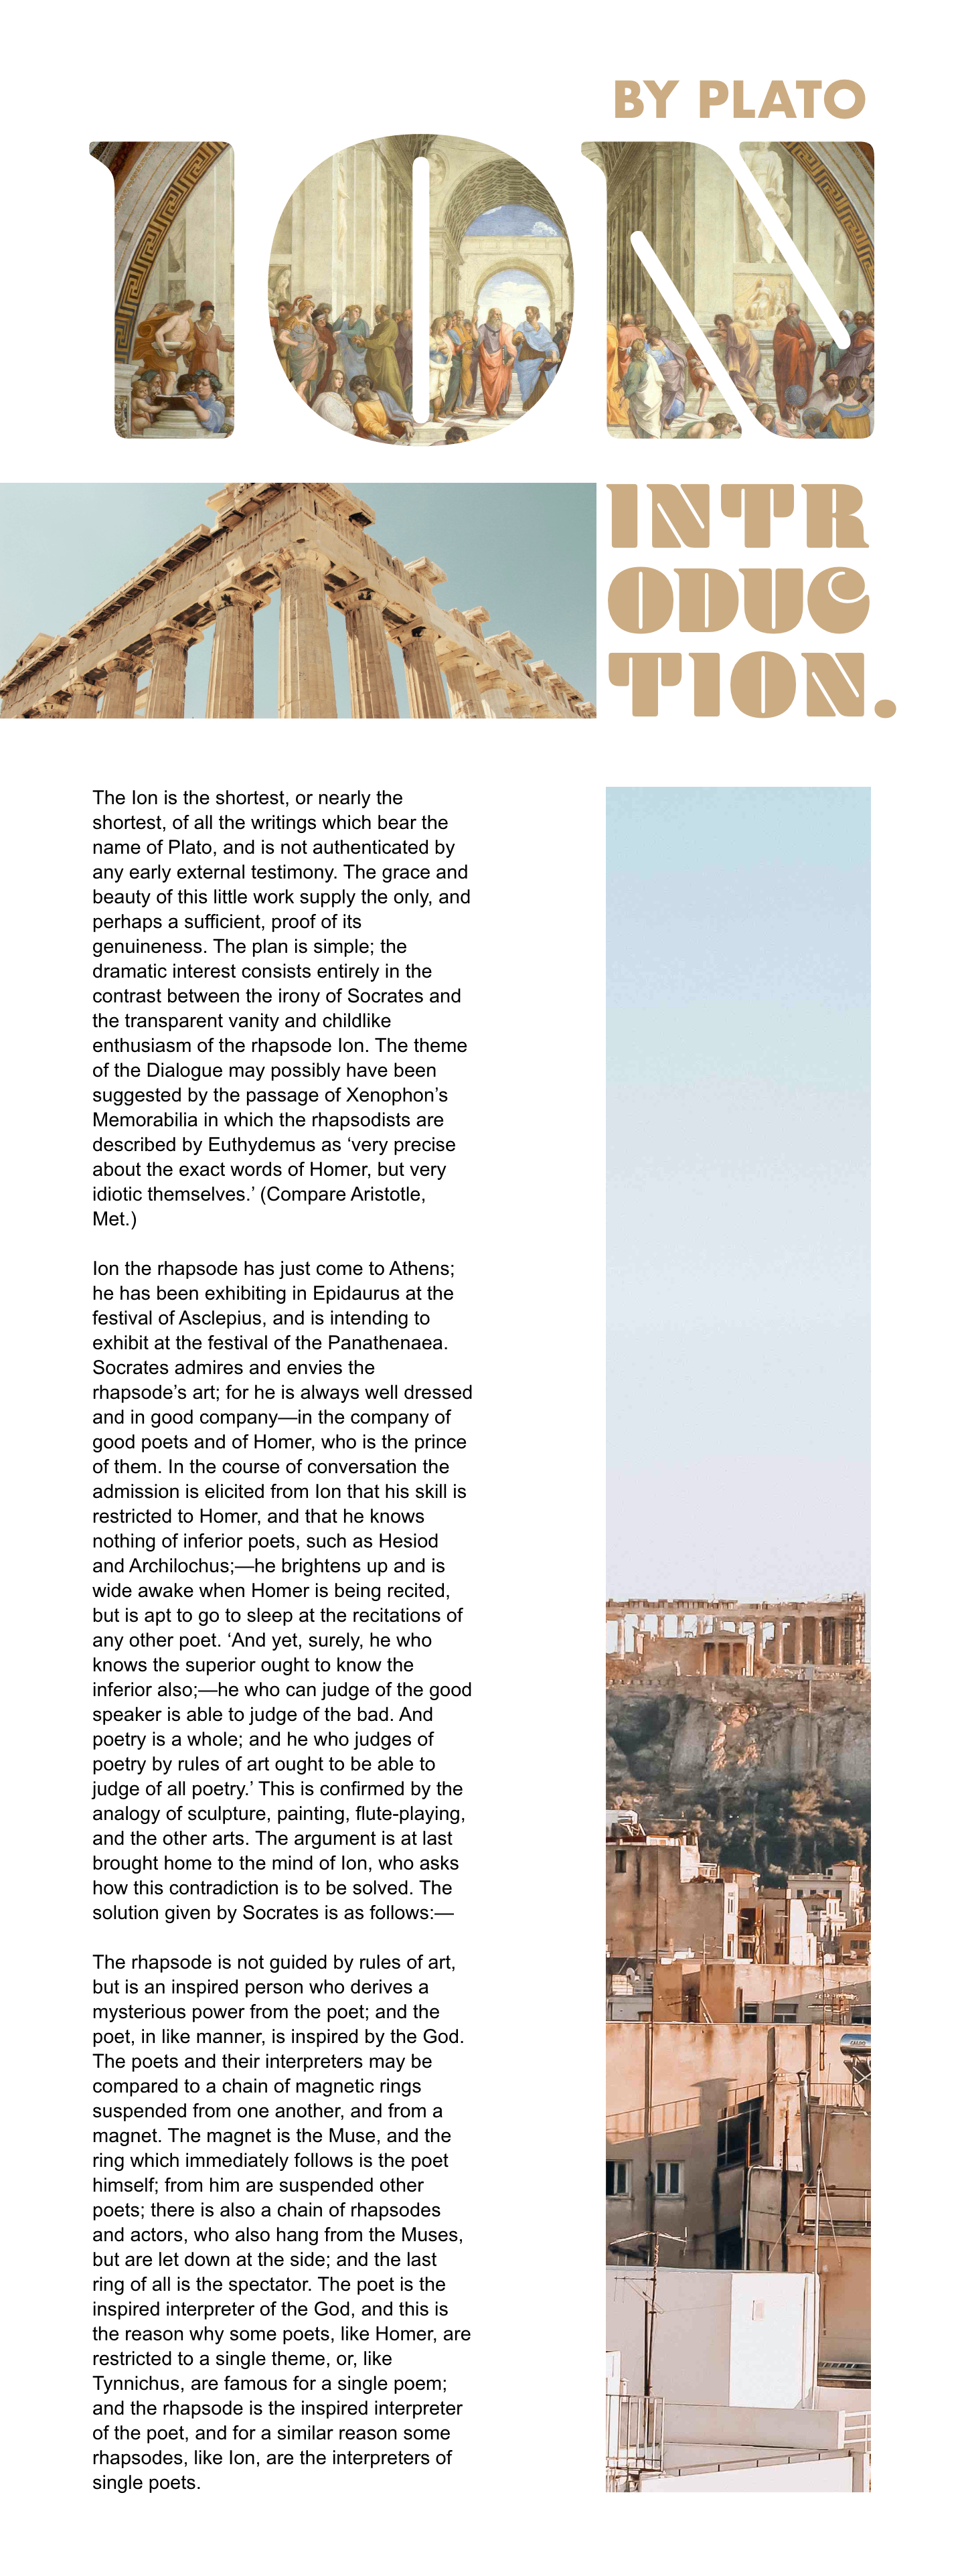 BY PLATO
ION
INTR
ODUC
TION.
The Ion is the shortest, or nearly the
shortest, of all the writings which bear the
name of Plato, and is not authenticated by
any early external testimony. The grace and
beauty of this little work supply the only, and
perhaps a sufficient, proof of its
genuineness. The plan is simple; the
dramatic interest consists entirely in the
contrast between the irony of Socrates and
the transparent vanity and childlike
enthusiasm of the rhapsode Ion. The theme
of the Dialogue may possibly have been
suggested by the passage of Xenophon’s
Memorabilia in which the rhapsodists are
described by Euthydemus as ‘very precise
about the exact words of Homer, but very
idiotic themselves.’ (Compare Aristotle,
Met.)
Ion the rhapsode has just come to Athens;
he has been exhibiting in Epidaurus at the
festival of Asclepius, and is intending to
exhibit at the festival of the Panathenaea.
Socrates admires and envies the
rhapsode’s art; for he is always well dressed
and in good company—in the company of
good poets and of Homer, who is the prince
of them. In the course of conversation the
admission is elicited from Ion that his skill is
restricted to Homer, and that he knows
nothing of inferior poets, such as Hesiod
and Archilochus;—he brightens up and is
wide awake when Homer is being recited,
but is apt to go to sleep at the recitations of
any other poet. ‘And yet, surely, he who
knows the superior ought to know the
inferior also;—he who can judge of the good
speaker is able to judge of the bad. And
poetry is a whole; and he who judges of
poetry by rules of art ought to be able to
judge of all poetry.’ This is confirmed by the
analogy of sculpture, painting, flute-playing,
and the other arts. The argument is at last
brought home to the mind of Ion, who asks
how this contradiction is to be solved. The
solution given by Socrates is as follows:—
The rhapsode is not guided by rules of art,
but is an inspired person who derives a
mysterious power from the poet; and the
poet, in like manner, is inspired by the God.
The poets and their interpreters may be
compared to a chain of magnetic rings
suspended from one another, and from a
magnet. The magnet is the Muse, and the
ring which immediately follows is the poet
himself; from him are suspended other
poets; there is also a chain of rhapsodes
and actors, who also hang from the Muses,
but are let down at the side; and the last
ring of all is the spectator. The poet is the
inspired interpreter of the God, and this is
the reason why some poets, like Homer, are
restricted to a single theme, or, like
Tynnichus, are famous for a single poem;
and the rhapsode is the inspired interpreter
of the poet, and for a similar reason some
rhapsodes, like Ion, are the interpreters of
single poets.